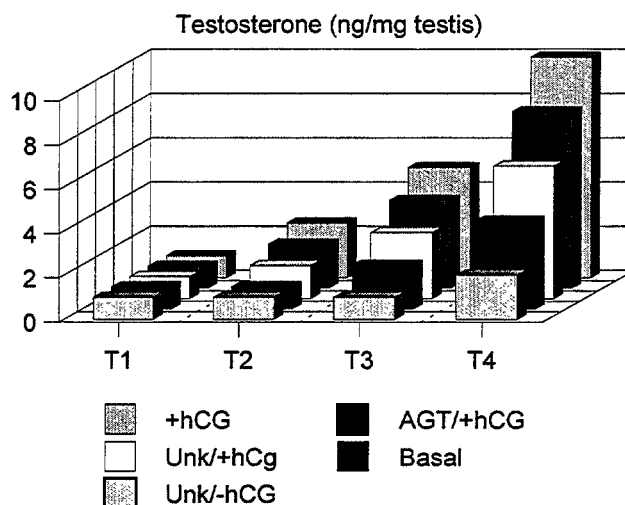 Testosterone (ng/mg testis)
10
8
6
4
2
0
T1 T2 T3 T4
+hCG AGT/+hCG
Unk/+hCg Basal
Unk/-hCG